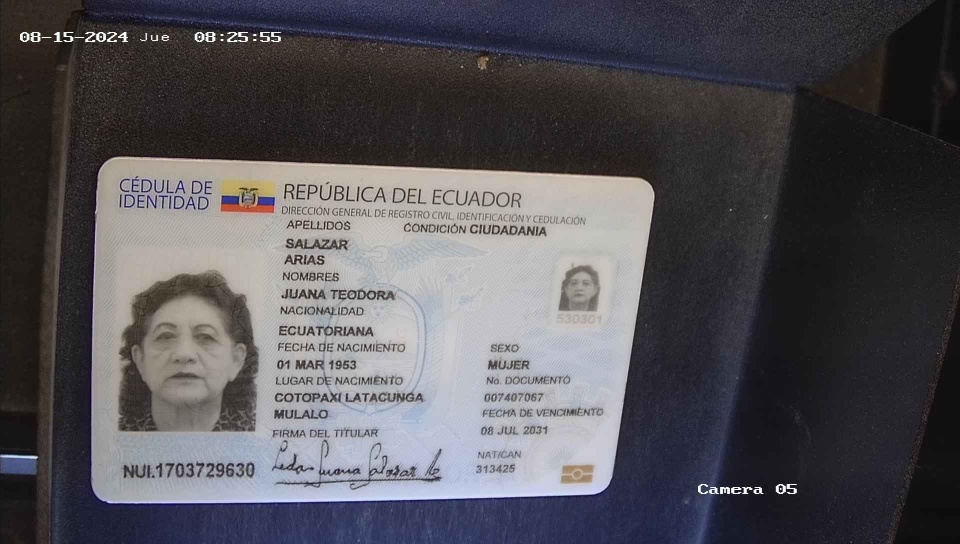 08-15-2024 Jue 08:25:55
CÉDULA DE IDENTIDAD
REPÚBLICA DEL ECUADOR
DIRECCIÓN GENERAL DE REGISTRO CIVIL, IDENTIFICACIÓN Y CEDULACIÓN
APELLIDOS CONDICIÓN CIUDADANIA
SALAZAR
ARIAS
NOMBRES
JUANA TEODORA
NACIONALIDAD
ECUATORIANA
530301
FECHA DE NACIMIENTO
01 MAR 1953
LUGAR DE NACIMIENTO
COTOPAXI LATACUNGA
MULALO
SEXO
MUJER
No. DOCUMENTO
007407067
FECHA DE VENCIMIENTO
08 JUL 2031
NAT/CAN
313425
FIRMA DEL TITULAR
NUI.1703729630
Camera 05